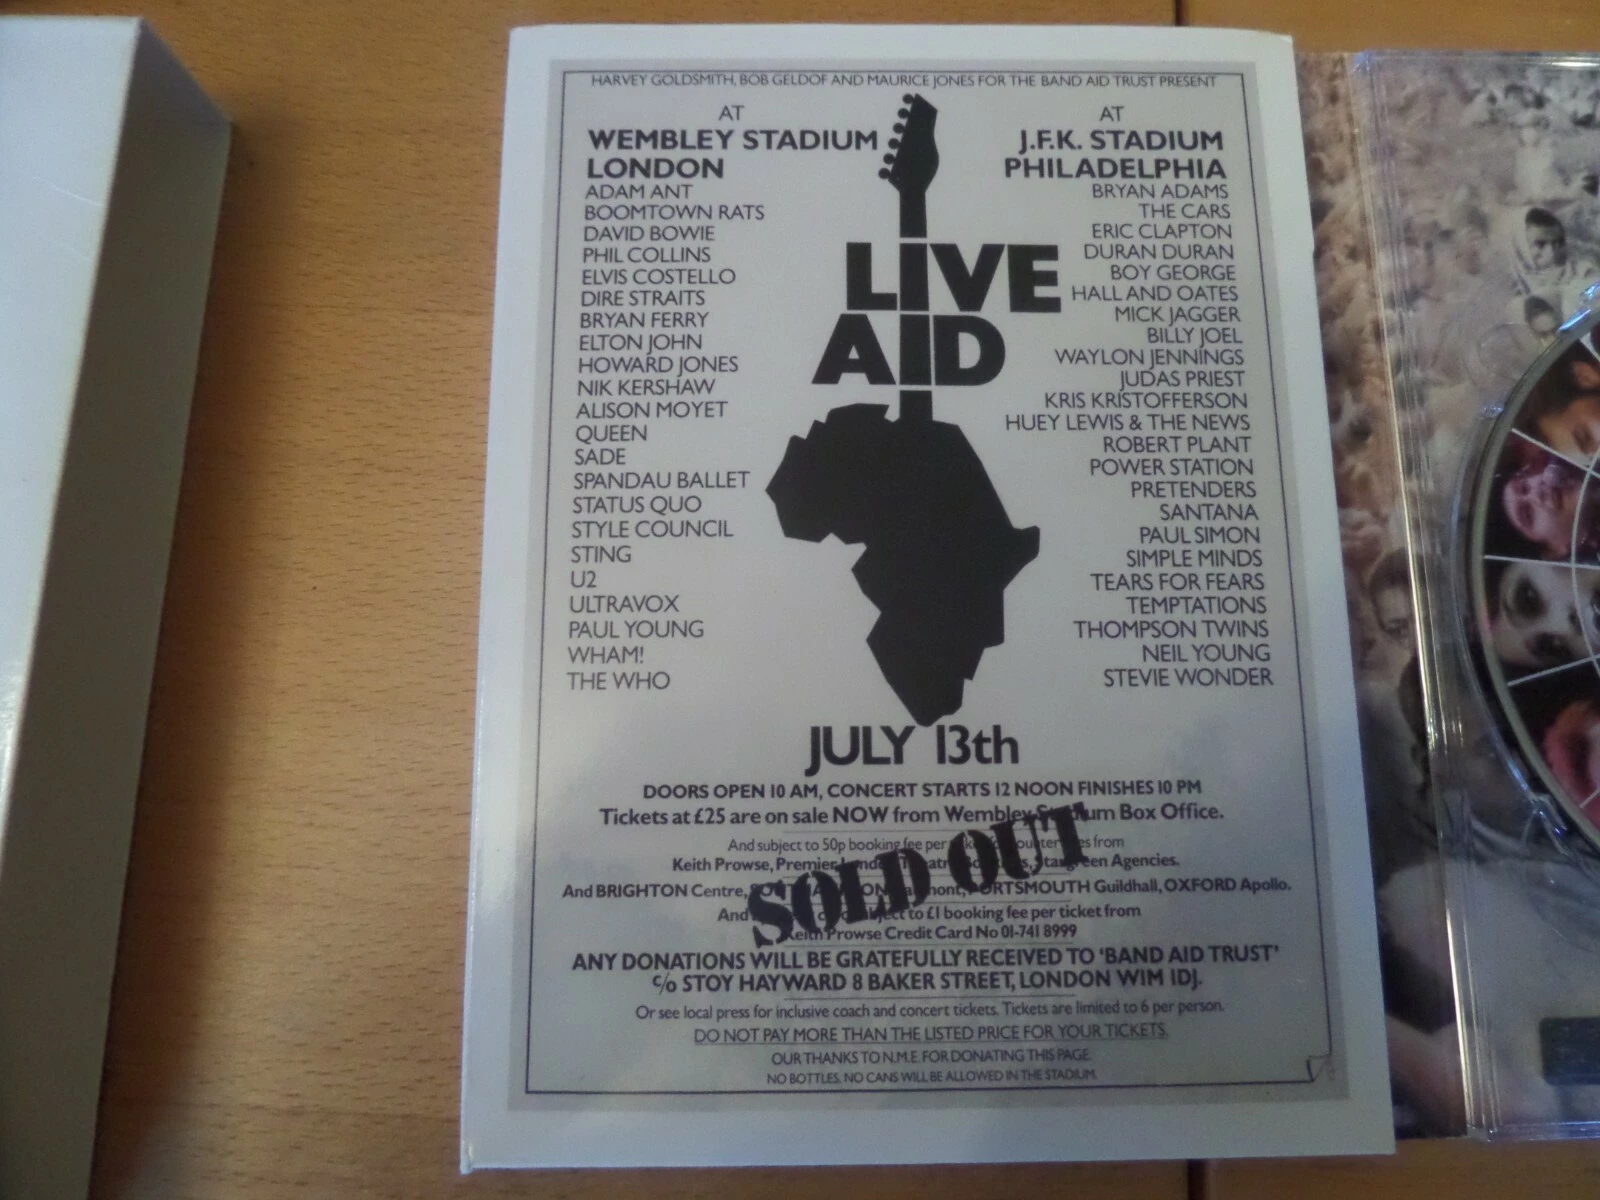 HARVEY GOLDSMITH, BOB GELDOF AND MAURICE JONES FOR THE BAND AID TRUST PRESENT
AT
WEMBLEY STADIUM
LONDON
ADAM ANT
BOOMTOWN RATS
DAVID BOWIE
PHIL COLLINS
ELVIS COSTELLO
DIRE STRAITS
BRYAN FERRY
ELTON JOHN
HOWARD JONES
NIK KERSHAW
ALISON MOYET
QUEEN
SADE
SPANDAU BALLET
STATUS QUO
STYLE COUNCIL
STING
U2
ULTRAVOX
PAUL YOUNG
WHAM!
THE WHO
LIVE
AID
AT
J.F.K. STADIUM
PHILADELPHIA
BRYAN ADAMS
THE CARS
ERIC CLAPTON
DURAN DURAN
BOY GEORGE
HALL AND OATES
MICK JAGGER
BILLY JOEL
WAYLON JENNINGS
JUDAS PRIEST
KRIS KRISTOFFERSON
HUEY LEWIS & THE NEWS
ROBERT PLANT
POWER STATION
PRETENDERS
SANTANA
PAUL SIMON
SIMPLE MINDS
TEARS FOR FEARS
TEMPTATIONS
THOMPSON TWINS
NEIL YOUNG
STEVIE WONDER
JULY 13th
DOORS OPEN 10 AM, CONCERT STARTS 12 NOON FINISHES 10 PM
Tickets at £25 are on sale NOW from Wembley Stadium Box Office.
And subject to 50p booking fee per from
Keith Prowse, Premier, London Theatre Agencies.
And BRIGHTON Centre, PORTSMOUTH Guildhall, OXFORD Apollo.
And subject to £1 booking fee per ticket from
Keith Prowse Credit Card No 01-741 8999
SOLD OUT
ANY DONATIONS WILL BE GRATEFULLY RECEIVED TO 'BAND AID TRUST'
c/o STOY HAYWARD 8 BAKER STREET, LONDON W1M 1DJ.
Or see local press for inclusive coach and concert tickets. Tickets are limited to 6 per person.
DO NOT PAY MORE THAN THE LISTED PRICE FOR YOUR TICKETS.
OUR THANKS TO N.M.E. FOR DONATING THIS PAGE.
NO BOTTLES, NO CANS WILL BE ALLOWED IN THE STADIUM.